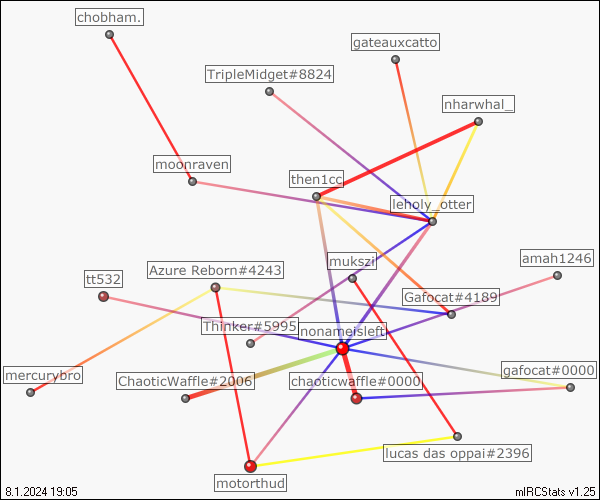 chobham.
gateauxcatto
TripleMidget#8824
nharwhal_
moonraven
then1cc
leholy_otter
mukszi
amah1246
Azure Reborn#4243
tt532
Gafocat#4189
Thinker#5995
nonameisleft
mercurybro
ChaoticWaffle#2006
chaoticwaffle#0000
gafocat#0000
lucas das oppai#2396
motorthud
8.1.2024 19:05
mIRCStats v1.25